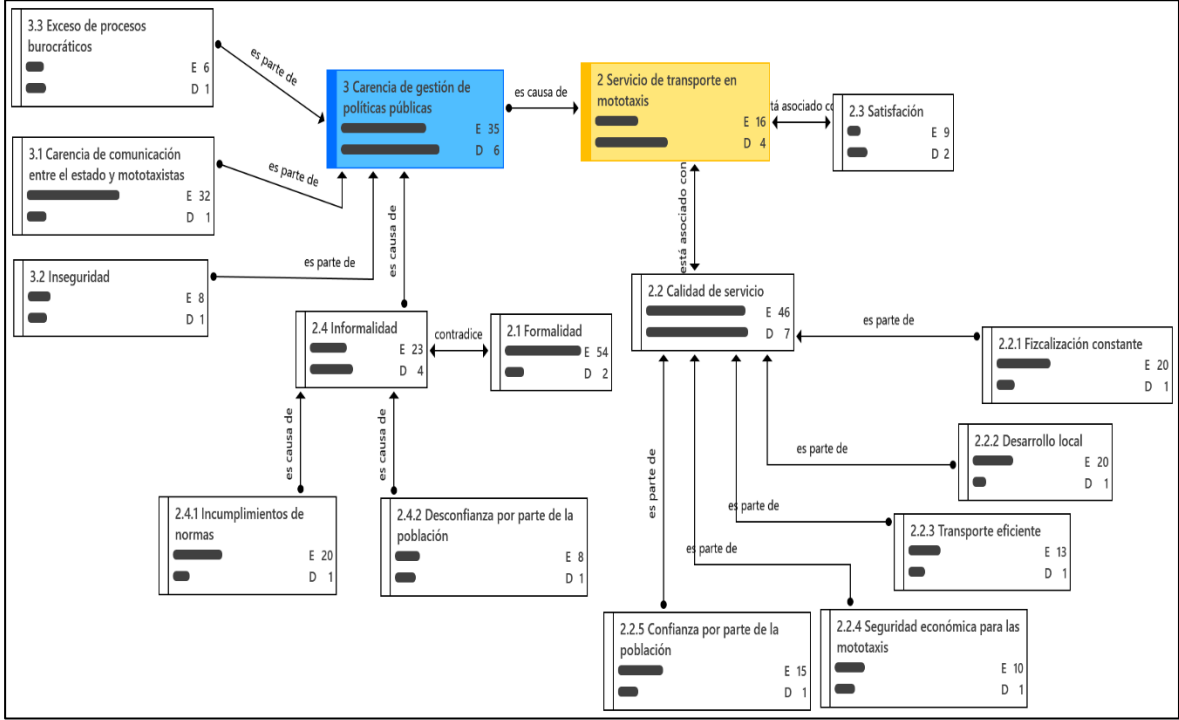 3.3 Exceso de procesos
burocráticos
E 6
D 1
es parte de
3 Carencia de gestión de
políticas públicas
E 35
D 6
es causa de
2 Servicio de transporte en
mototaxis
E 16
D 4
tá asociado co
2.3 Satisfacción
E 9
D 2
3.1 Carencia de comunicación
entre el estado y mototaxistas
E 32
D 1
es parte de
3.2 Inseguridad
E 8
D 1
es parte de
es causa de
está asociado con
2.4 Informalidad
E 23
D 4
contradice
2.1 Formalidad
E 54
D 2
2.2 Calidad de servicio
E 46
D 7
es parte de
2.2.1 Fizcalización constante
E 20
D 1
es causa de
es causa de
es parte de
es parte de
2.2.2 Desarrollo local
E 20
D 1
2.4.1 Incumplimientos de
normas
E 20
D 1
2.4.2 Desconfianza por parte de la
población
E 8
D 1
es parte de
2.2.3 Transporte eficiente
E 13
D 1
es parte de
2.2.5 Confianza por parte de la
población
E 15
D 1
2.2.4 Seguridad económica para las
mototaxis
E 10
D 1